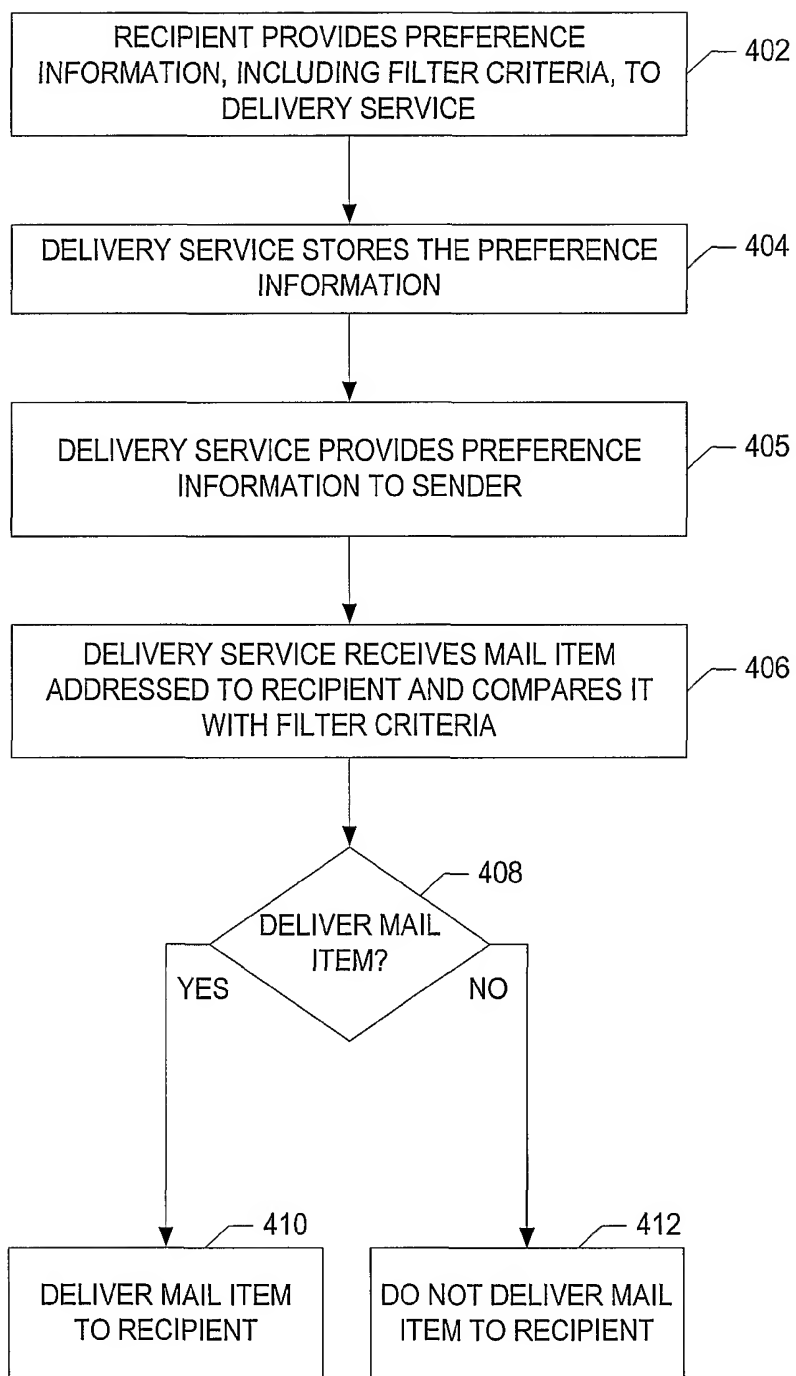 RECIPIENT PROVIDES PREFERENCE
INFORMATION, INCLUDING FILTER CRITERIA, TO
DELIVERY SERVICE
402
DELIVERY SERVICE STORES THE PREFERENCE
INFORMATION
404
DELIVERY SERVICE PROVIDES PREFERENCE
INFORMATION TO SENDER
405
DELIVERY SERVICE RECEIVES MAIL ITEM
ADDRESSED TO RECIPIENT AND COMPARES IT
WITH FILTER CRITERIA
406
408
DELIVER MAIL
ITEM?
YES
NO
410
DELIVER MAIL ITEM
TO RECIPIENT
412
DO NOT DELIVER MAIL
ITEM TO RECIPIENT